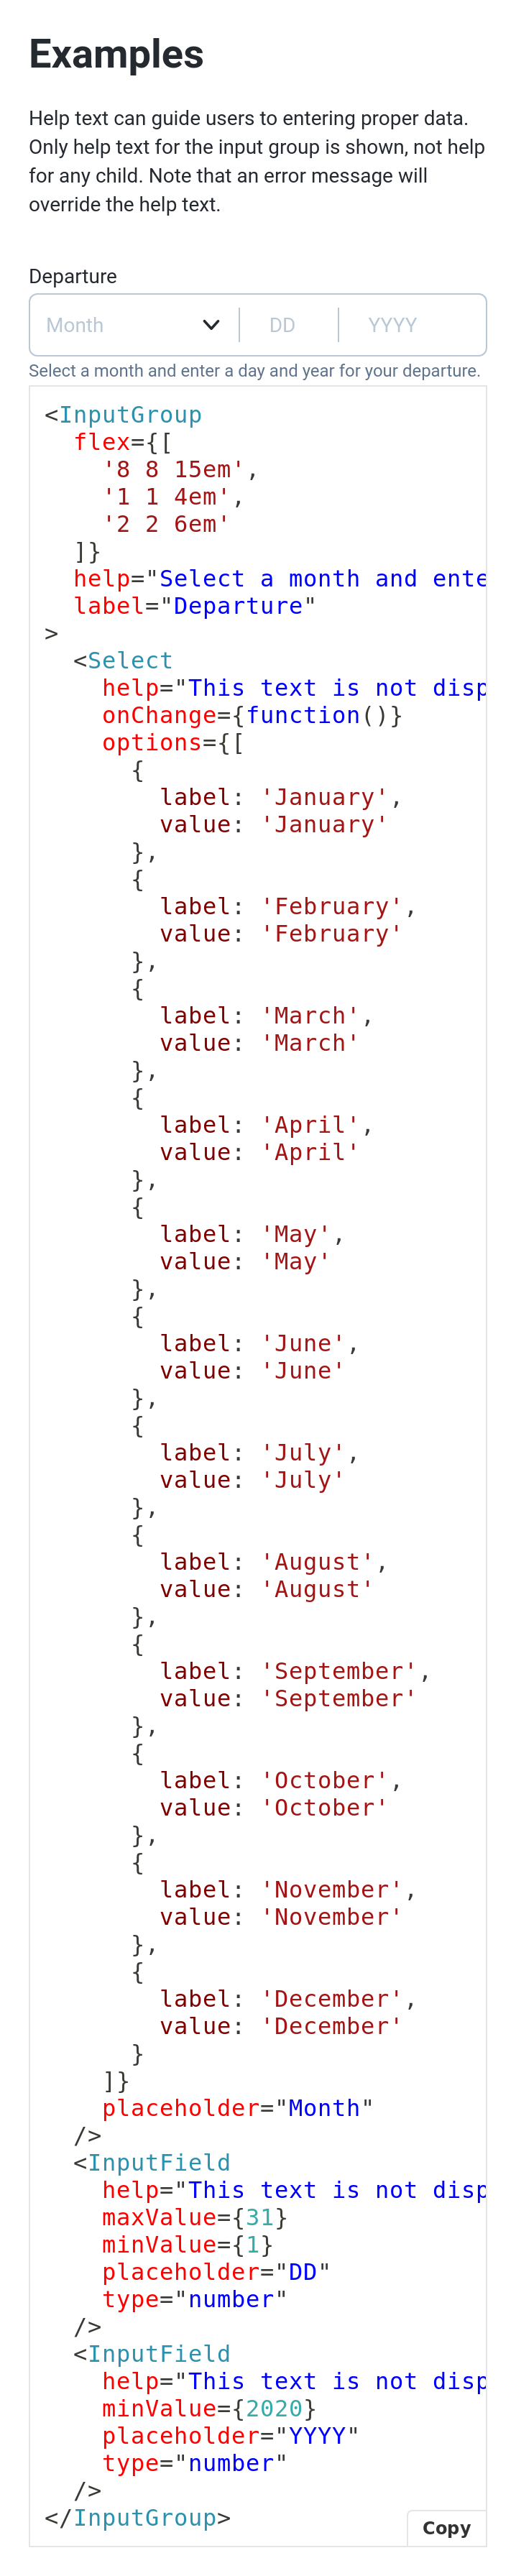 Examples
Help text can guide users to entering proper data.
Only help text for the input group is shown, not help
for any child. Note that an error message will
override the help text.
Departure
Month DD YYYY
Select a month and enter a day and year for your departure.
<InputGroup
  flex={[
    '8 8 15em',
    '1 1 4em',
    '2 2 6em'
  ]}
  help="Select a month and ente
  label="Departure"
>
  <Select
    help="This text is not disp
    onChange={function()}
    options={[
      {
        label: 'January',
        value: 'January'
      },
      {
        label: 'February',
        value: 'February'
      },
      {
        label: 'March',
        value: 'March'
      },
      {
        label: 'April',
        value: 'April'
      },
      {
        label: 'May',
        value: 'May'
      },
      {
        label: 'June',
        value: 'June'
      },
      {
        label: 'July',
        value: 'July'
      },
      {
        label: 'August',
        value: 'August'
      },
      {
        label: 'September',
        value: 'September'
      },
      {
        label: 'October',
        value: 'October'
      },
      {
        label: 'November',
        value: 'November'
      },
      {
        label: 'December',
        value: 'December'
      }
    ]}
    placeholder="Month"
  />
  <InputField
    help="This text is not disp
    maxValue={31}
    minValue={1}
    placeholder="DD"
    type="number"
  />
  <InputField
    help="This text is not disp
    minValue={2020}
    placeholder="YYYY"
    type="number"
  />
</InputGroup>
Copy